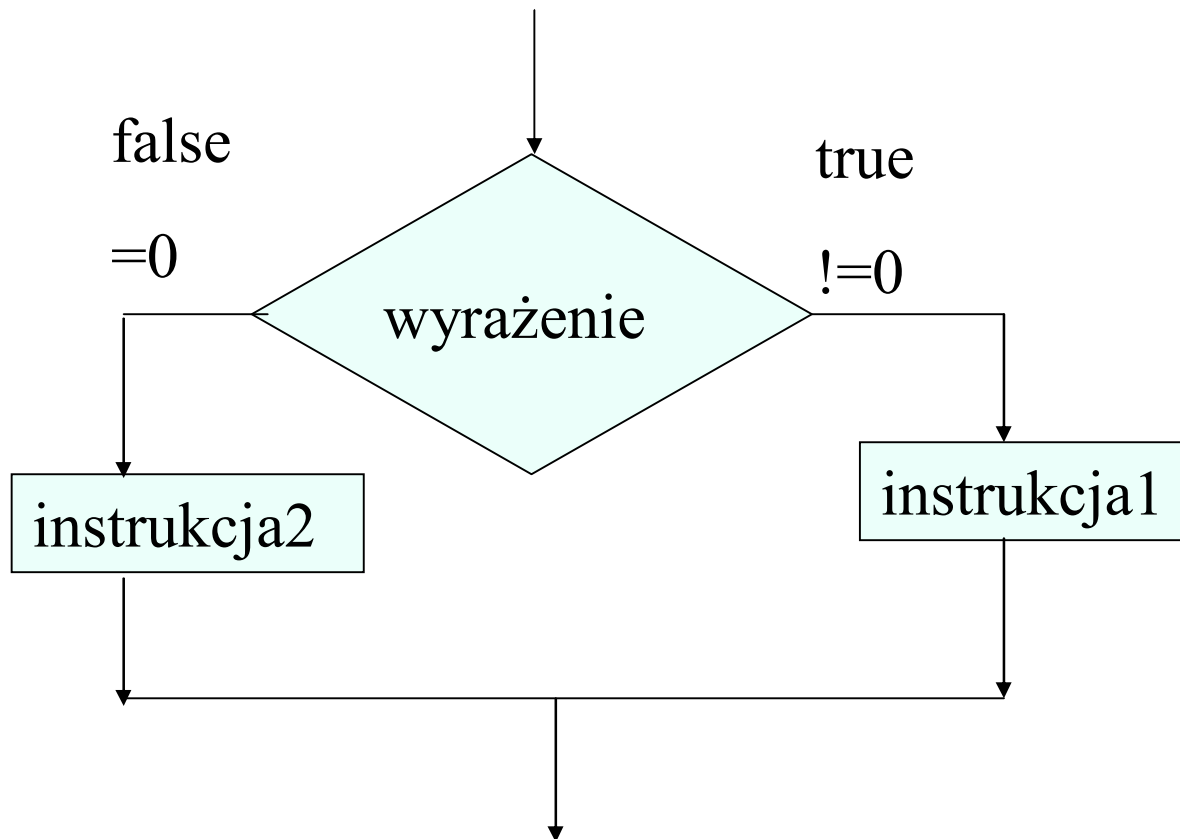 false
true
=0
!=0
wyrażenie
instrukcja2
instrukcja1